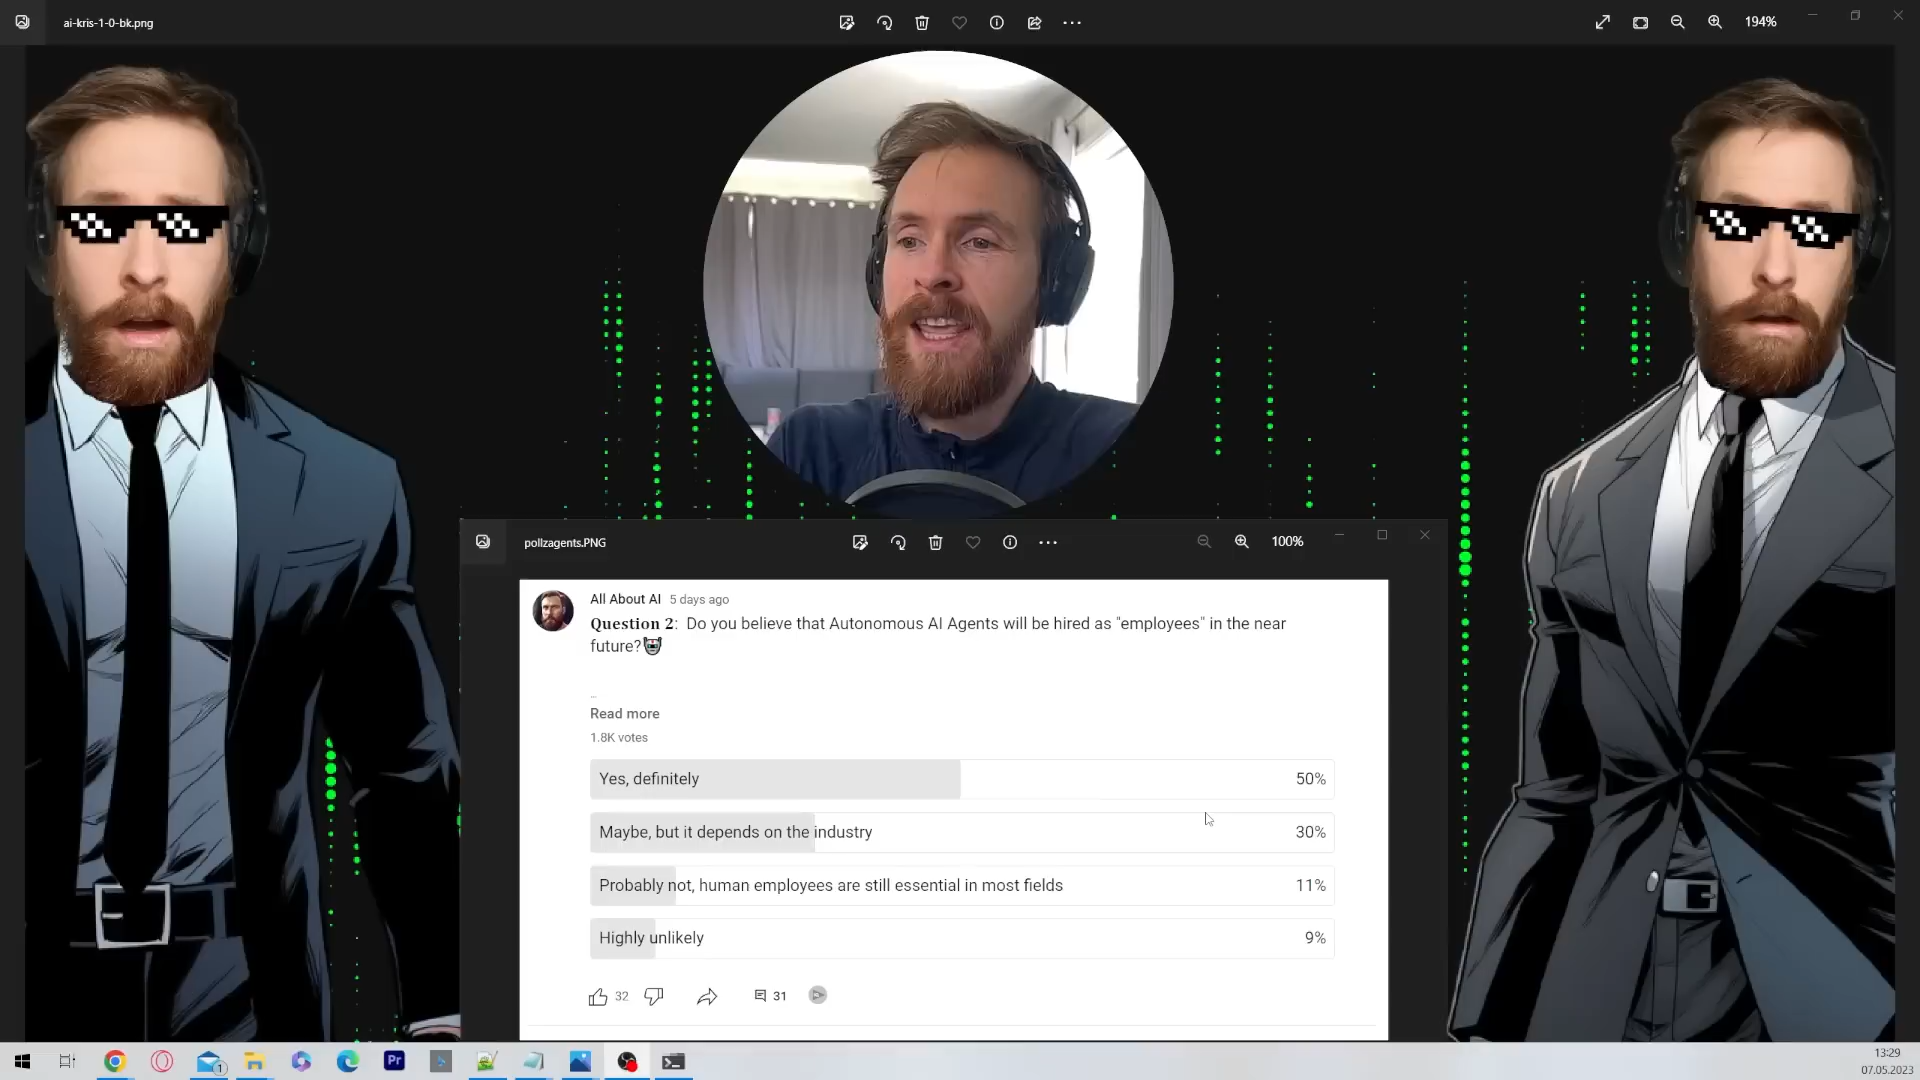 ai-kris-1-0-bk.png
194%
pollzagents.PNG
100%
All About AI 5 days ago
Question 2: Do you believe that Autonomous AI Agents will be hired as "employees" in the near
future?
...
Read more
1.8K votes
Yes, definitely 50%
Maybe, but it depends on the industry 30%
Probably not, human employees are still essential in most fields 11%
Highly unlikely 9%
32
31
1
Pr
13:29
07.05.2023